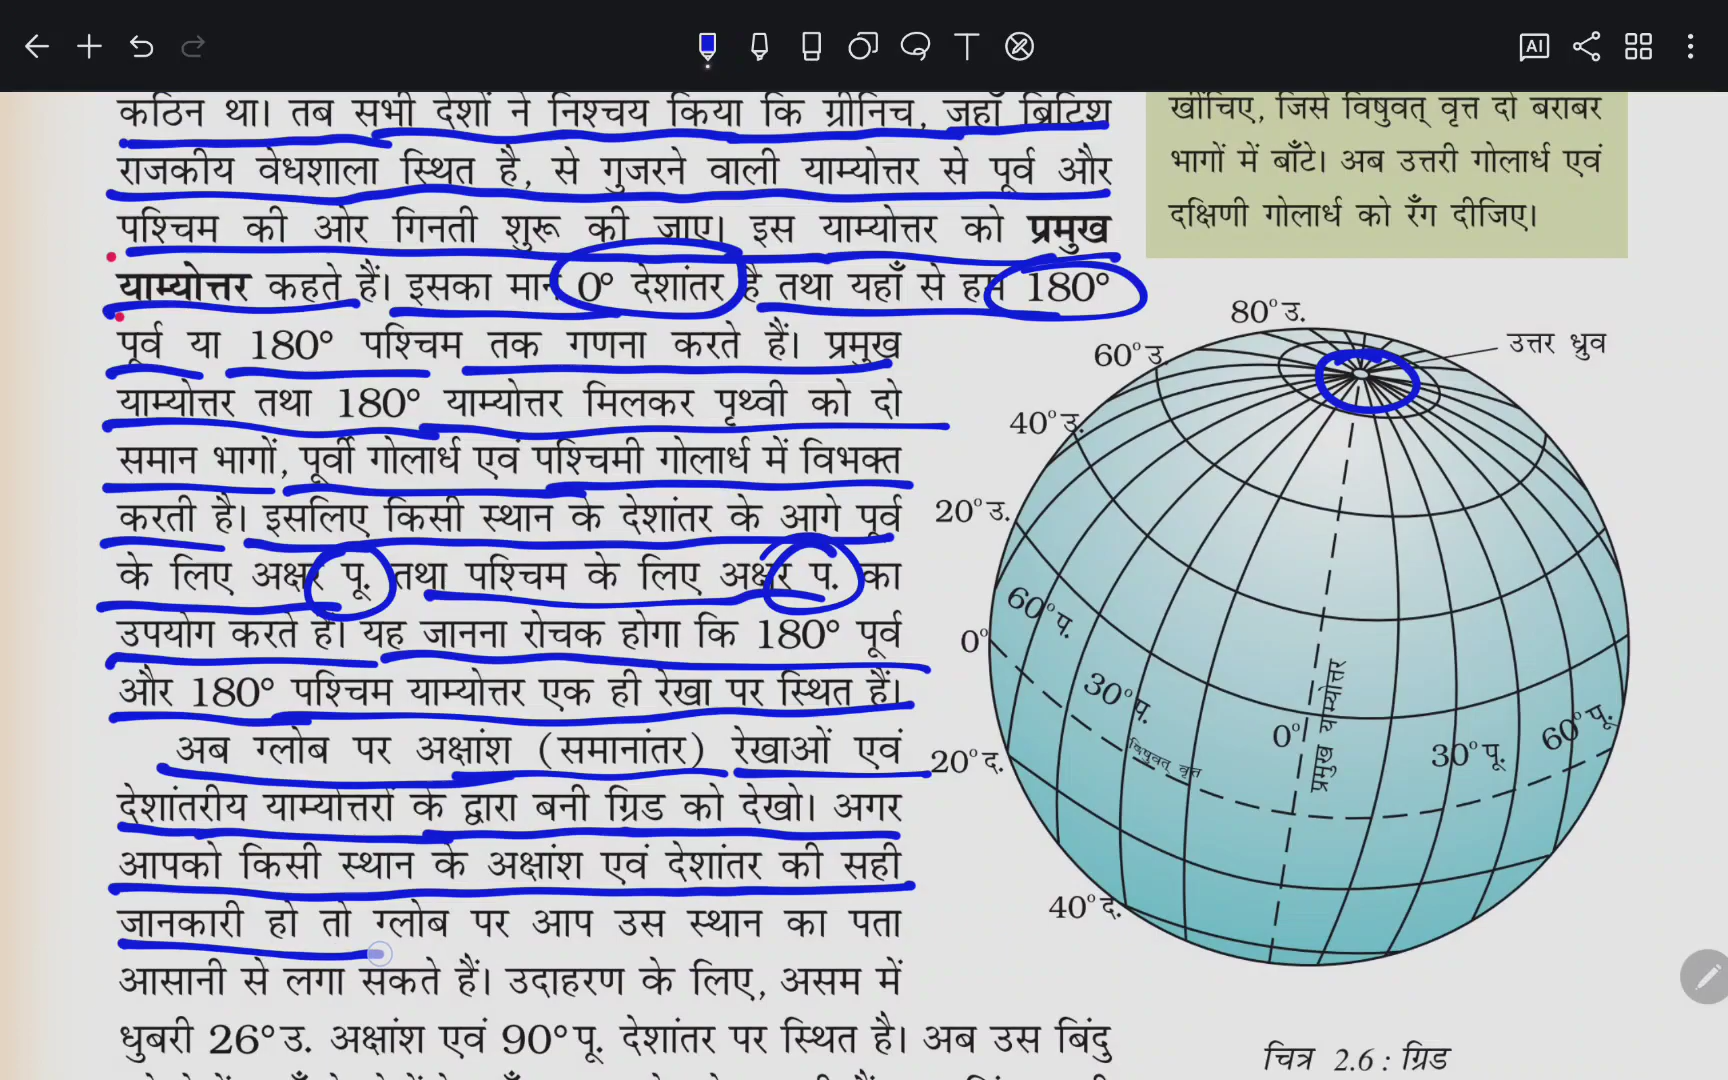 AI
कठिन था। तब सभी देशों ने निश्चय किया कि ग्रीनिच, जहाँ ब्रिटिश
राजकीय वेधशाला स्थित है, से गुजरने वाली याम्योत्तर से पूर्व और
पश्चिम की ओर गिनती शुरू की जाए। इस याम्योत्तर को प्रमुख
याम्योत्तर कहते हैं। इसका मान 0° देशांतर है तथा यहाँ से हम 180°
पूर्व या 180° पश्चिम तक गणना करते हैं। प्रमुख
याम्योत्तर तथा 180° याम्योत्तर मिलकर पृथ्वी को दो
समान भागों, पूर्वी गोलार्ध एवं पश्चिमी गोलार्ध में विभक्त
करती है। इसलिए किसी स्थान के देशांतर के आगे पूर्व
के लिए अक्षर पू. तथा पश्चिम के लिए अक्षर प. का
उपयोग करते हैं। यह जानना रोचक होगा कि 180° पूर्व
और 180° पश्चिम याम्योत्तर एक ही रेखा पर स्थित हैं।
अब ग्लोब पर अक्षांश (समानांतर) रेखाओं एवं
देशांतरीय याम्योत्तरों के द्वारा बनी ग्रिड को देखो। अगर
आपको किसी स्थान के अक्षांश एवं देशांतर की सही
जानकारी हो तो ग्लोब पर आप उस स्थान का पता
आसानी से लगा सकते हैं। उदाहरण के लिए, असम में
धुबरी 26° उ. अक्षांश एवं 90° पू. देशांतर पर स्थित है। अब उस बिंदु
खींचिए, जिसे विषुवत् वृत्त दो बराबर
भागों में बाँटे। अब उत्तरी गोलार्ध एवं
दक्षिणी गोलार्ध को रँग दीजिए।
80° उ.
उत्तर ध्रुव
60° उ.
40° उ.
20° उ.
60° प.
0°
30° प.
0°
प्रमुख याम्योत्तर
30° पू.
60° पू.
विषुवत् वृत्त
20° द.
40° द.
चित्र 2.6 : ग्रिड